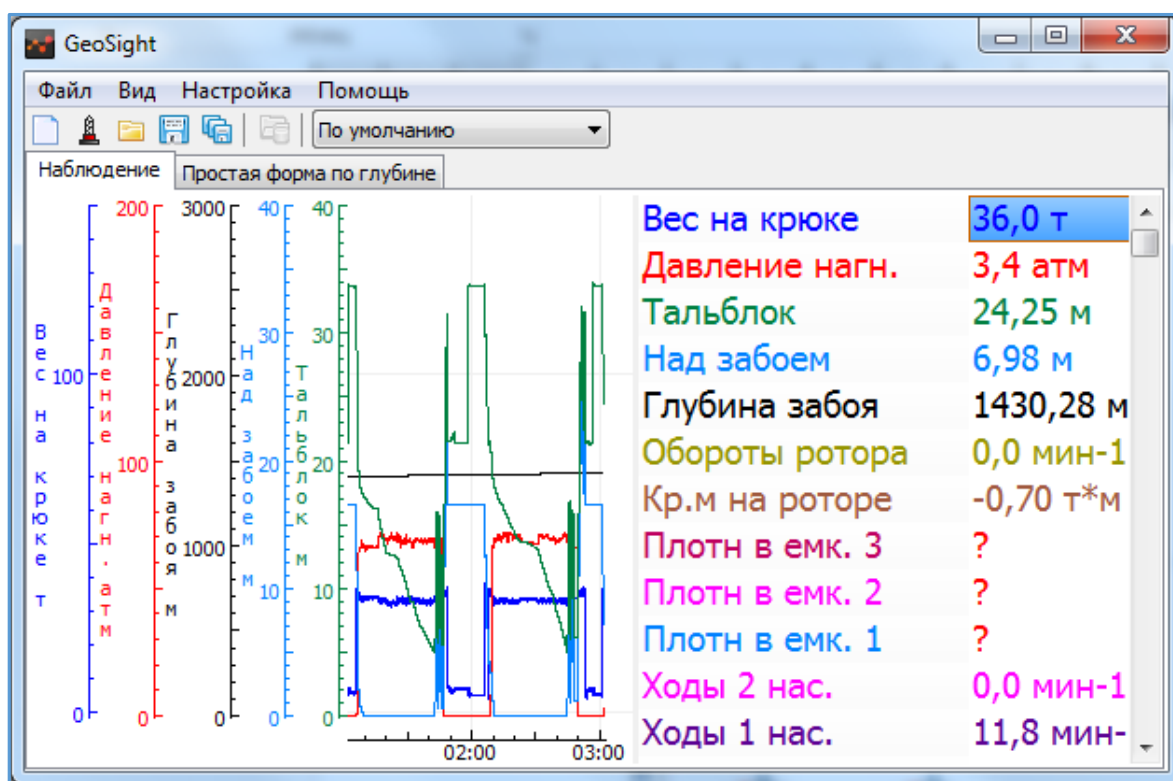 GeoSight
Файл Вид Настройка Помощь
По умолчанию
Наблюдение Простая форма по глубине
Вес на крюке т
0
100
Давление нагн. атм
200
100
0
Глубина забоя м
3000
2000
1000
0
Над забоем м
40
30
20
10
0
Тальблок м
40
30
20
10
0
02:00 03:00
Вес на крюке 36,0 т
Давление нагн. 3,4 атм
Тальблок 24,25 м
Над забоем 6,98 м
Глубина забоя 1430,28 м
Обороты ротора 0,0 мин-1
Кр.м на роторе -0,70 т*м
Плотн в емк. 3 ?
Плотн в емк. 2 ?
Плотн в емк. 1 ?
Ходы 2 нас. 0,0 мин-1
Ходы 1 нас. 11,8 мин-